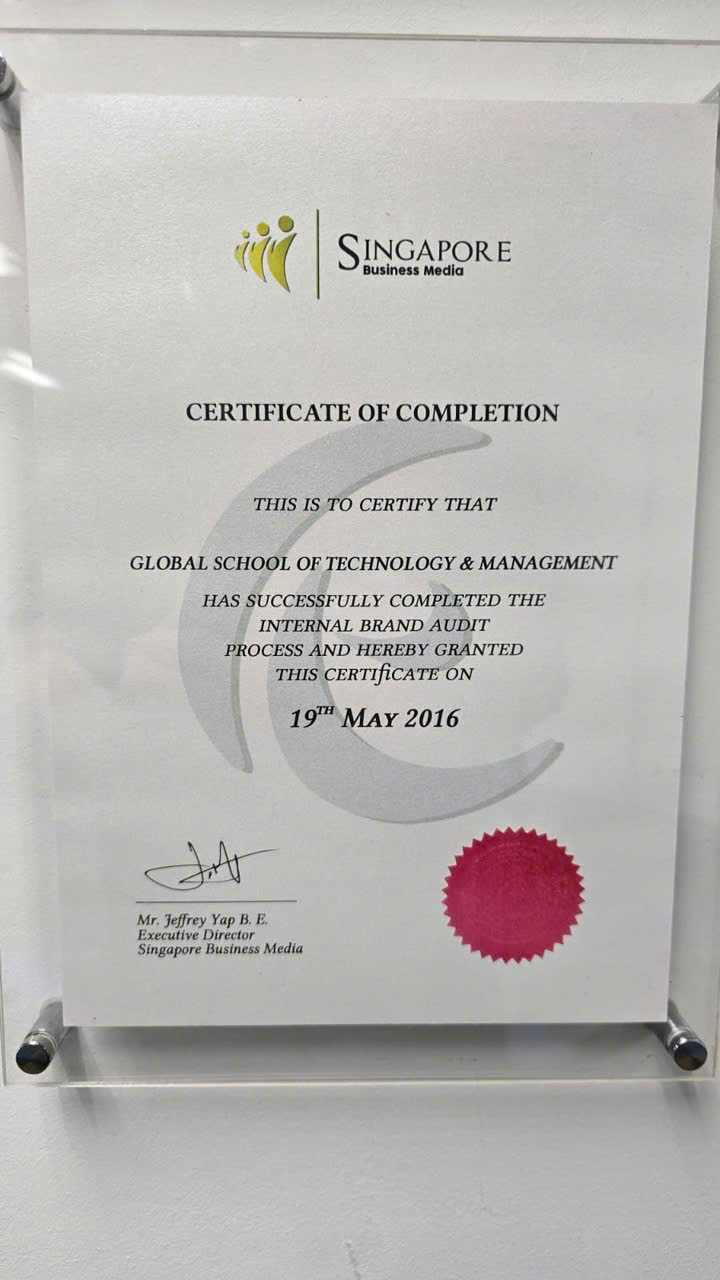 SINGAPORE
Business Media
CERTIFICATE OF COMPLETION
THIS IS TO CERTIFY THAT
GLOBAL SCHOOL OF TECHNOLOGY & MANAGEMENT
HAS SUCCESSFULLY COMPLETED THE
INTERNAL BRAND AUDIT
PROCESS AND HEREBY GRANTED
THIS CERTIfiCATE ON
19TH MAY 2016
Mr. Jeffrey Yap B. E.
Executive Director
Singapore Business Media